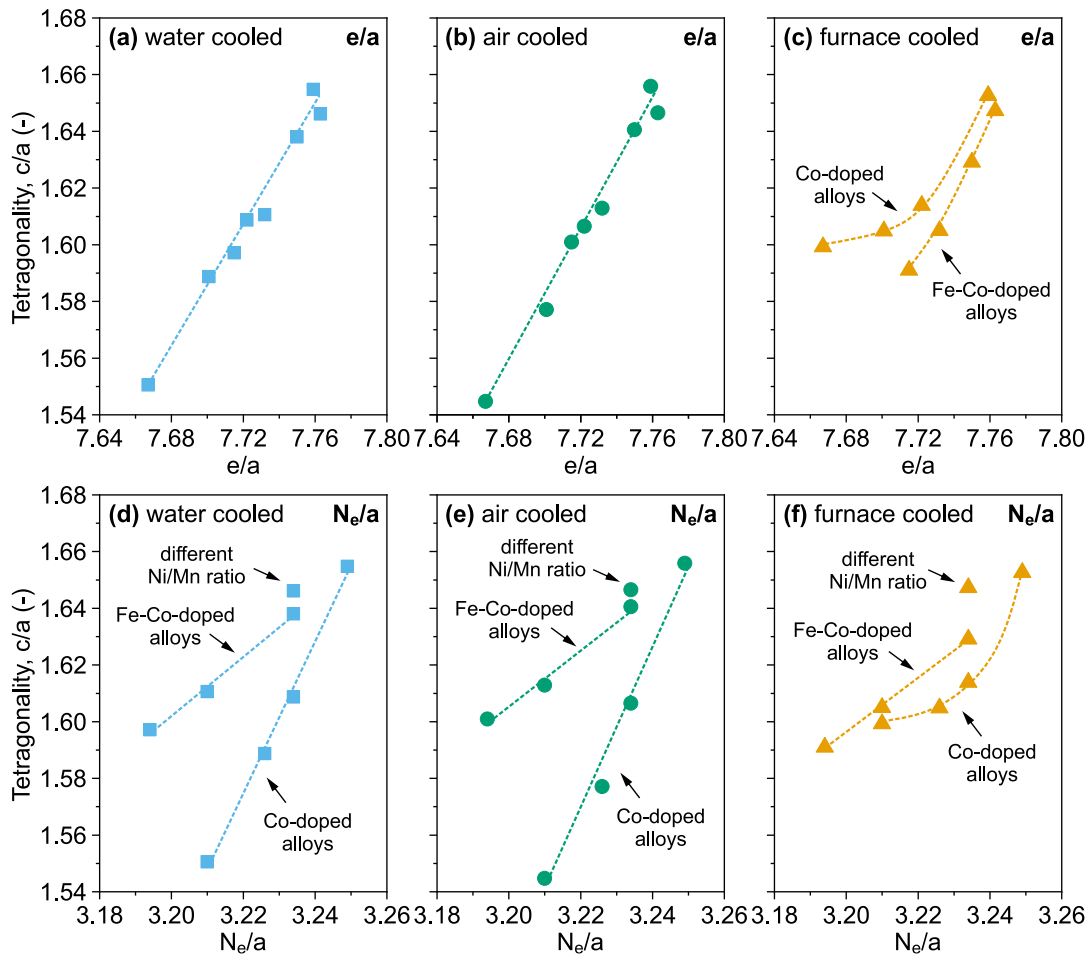 (a) water cooled e/a
(b) air cooled e/a
(c) furnace cooled e/a
Tetragonality, c/a (-)
1.68
1.66
1.64
1.62
1.60
1.58
1.56
1.54
Co-doped
alloys
Fe-Co-doped
alloys
7.64 7.68 7.72 7.76 7.80
7.64 7.68 7.72 7.76 7.80
7.64 7.68 7.72 7.76 7.80
e/a
e/a
e/a
(d) water cooled Nₑ/a
(e) air cooled Nₑ/a
(f) furnace cooled Nₑ/a
Tetragonality, c/a (-)
1.68
1.66
1.64
1.62
1.60
1.58
1.56
1.54
different
Ni/Mn ratio
Fe-Co-doped
alloys
Co-doped
alloys
different
Ni/Mn ratio
Fe-Co-doped
alloys
Co-doped
alloys
different
Ni/Mn ratio
Fe-Co-doped
alloys
Co-doped
alloys
3.18 3.20 3.22 3.24 3.26
3.18 3.20 3.22 3.24 3.26
3.18 3.20 3.22 3.24 3.26
Nₑ/a
Nₑ/a
Nₑ/a